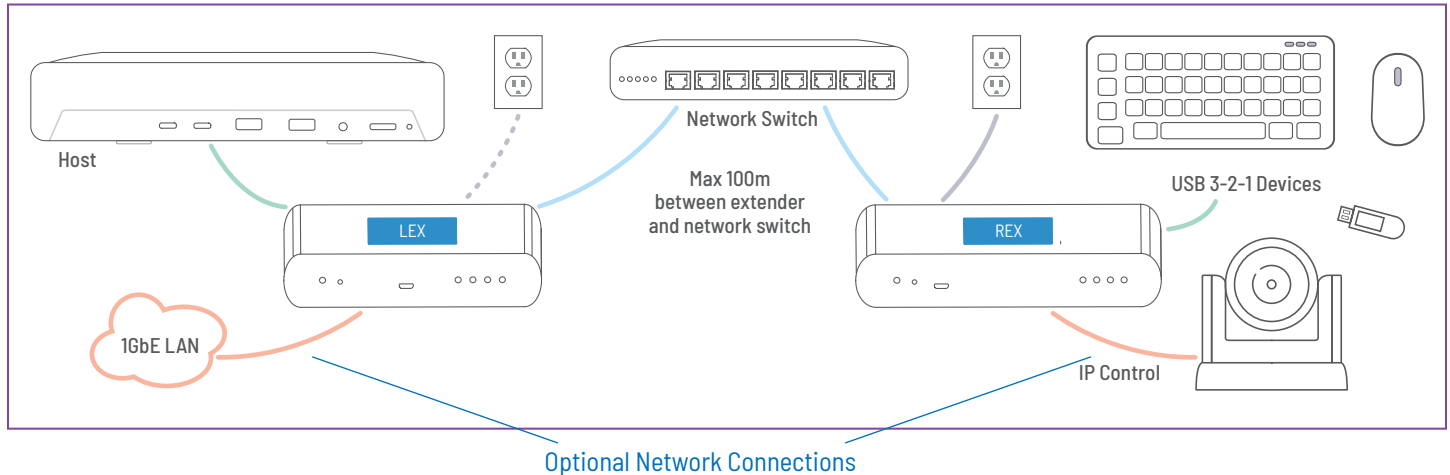 Host
Network Switch
Max 100m
between extender
and network switch
USB 3-2-1 Devices
LEX
REX
1GbE LAN
IP Control
Optional Network Connections